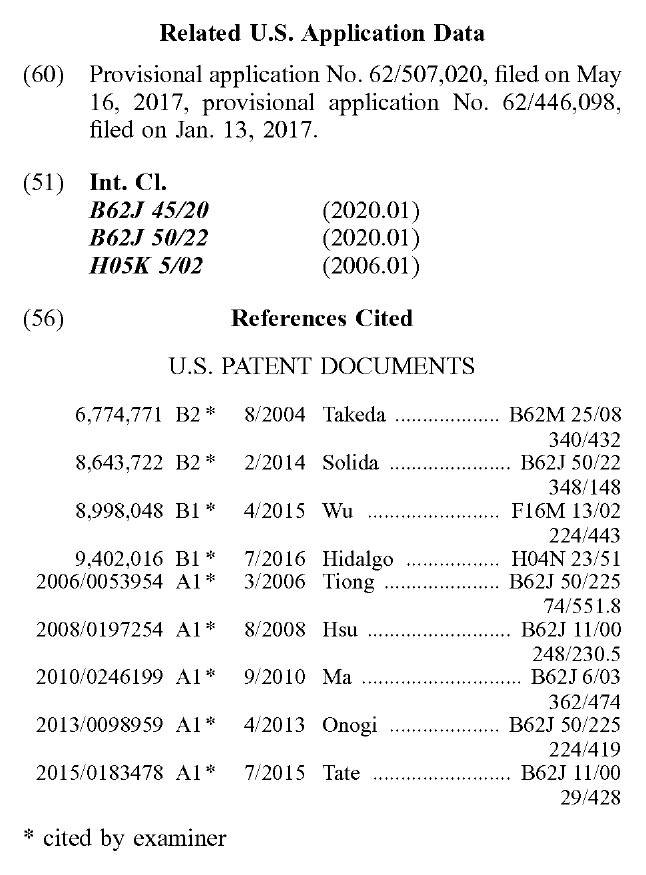 Related U.S. Application Data
(60) Provisional application No. 62/507,020, filed on May
16, 2017, provisional application No. 62/446,098,
filed on Jan. 13, 2017.
(51) Int. Cl.
B62J 45/20 (2020.01)
B62J 50/22 (2020.01)
H05K 5/02 (2006.01)
(56) References Cited
U.S. PATENT DOCUMENTS
6,774,771 B2 * 8/2004 Takeda ................... B62M 25/08
340/432
8,643,722 B2 * 2/2014 Solida ...................... B62J 50/22
348/148
8,998,048 B1 * 4/2015 Wu ........................ F16M 13/02
224/443
9,402,016 B1 * 7/2016 Hidalgo ................. H04N 23/51
2006/0053954 A1 * 3/2006 Tiong ..................... B62J 50/225
74/551.8
2008/0197254 A1 * 8/2008 Hsu .......................... B62J 11/00
248/230.5
2010/0246199 A1 * 9/2010 Ma ............................. B62J 6/03
362/474
2013/0098959 A1 * 4/2013 Onogi .................... B62J 50/225
224/419
2015/0183478 A1 * 7/2015 Tate ......................... B62J 11/00
29/428
* cited by examiner